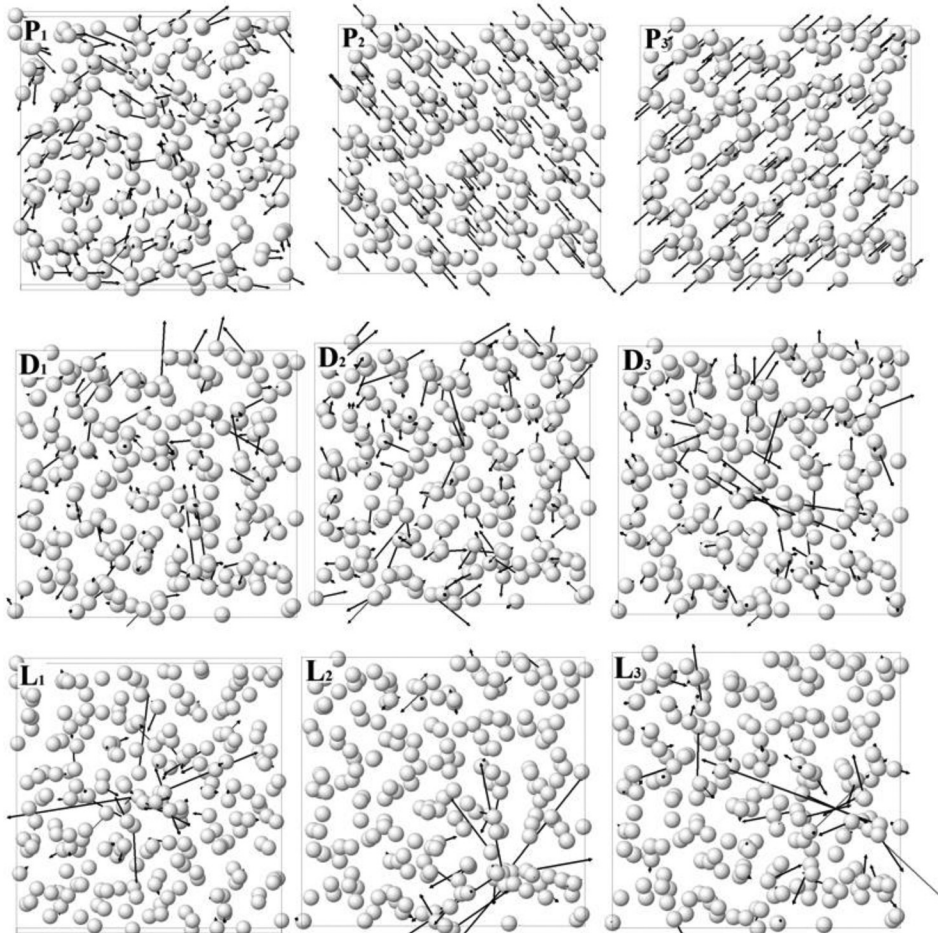 P₁ P₂ P₃
D₁ D₂ D₃
L₁ L₂ L₃